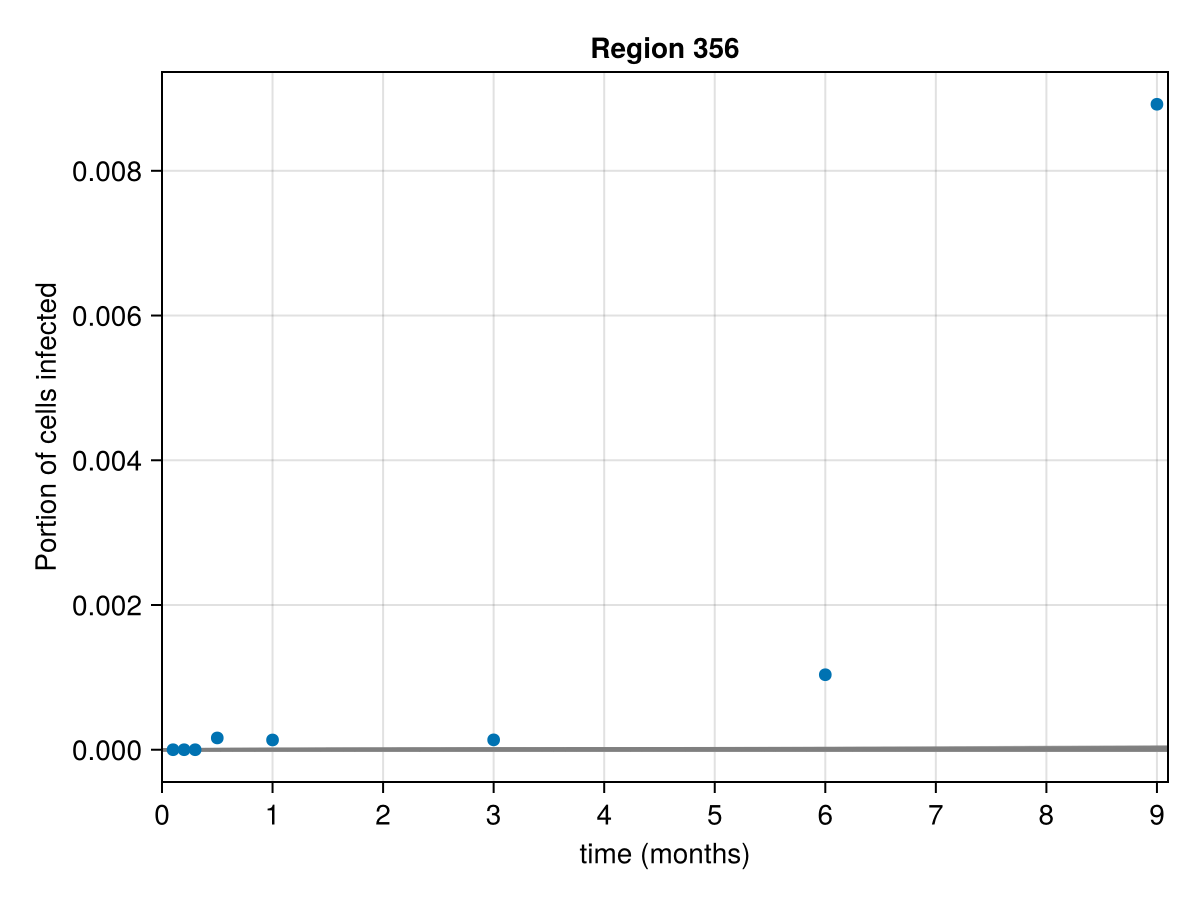 Region 356
Portion of cells infected
0.008
0.006
0.004
0.002
0.000
0 1 2 3 4 5 6 7 8 9
time (months)